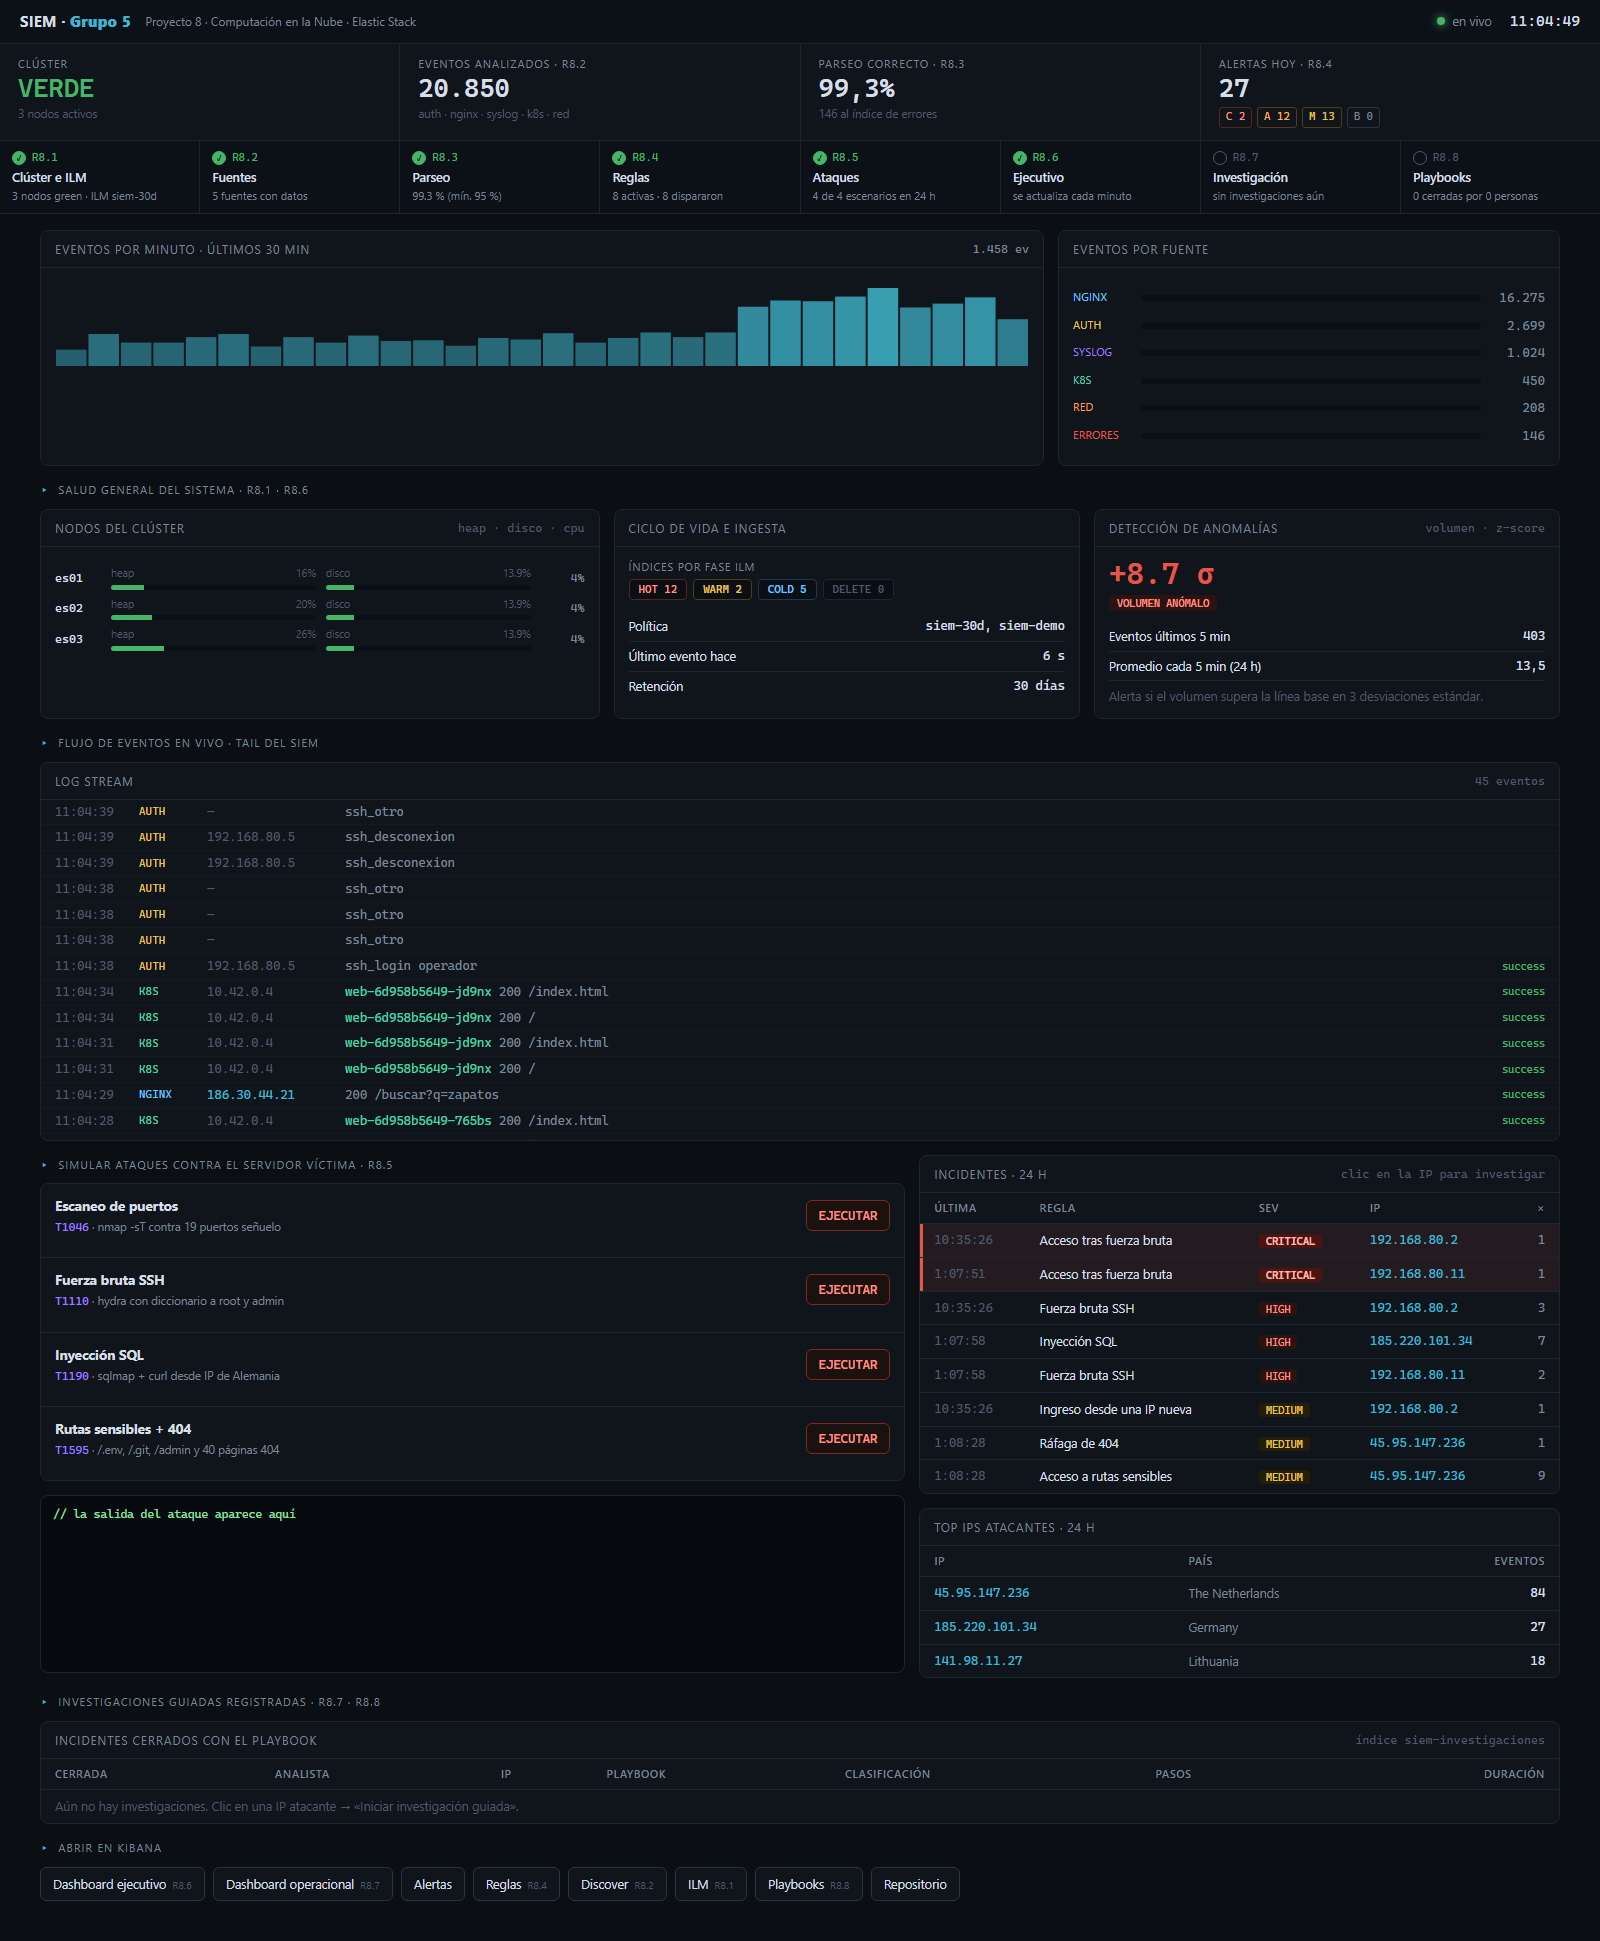 SIEM · Grupo 5 Proyecto 8 · Computación en la Nube · Elastic Stack
en vivo 11:04:49
CLÚSTER
VERDE
3 nodos activos
EVENTOS ANALIZADOS · R8.2
20.850
auth · nginx · syslog · k8s · red
PARSEO CORRECTO · R8.3
99,3%
146 al índice de errores
ALERTAS HOY · R8.4
27
C 2 A 12 M 13 B 0
R8.1
Clúster e ILM
3 nodos green · ILM siem-30d
R8.2
Fuentes
5 fuentes con datos
R8.3
Parseo
99.3 % (mín. 95 %)
R8.4
Reglas
8 activas · 8 dispararon
R8.5
Ataques
4 de 4 escenarios en 24 h
R8.6
Ejecutivo
se actualiza cada minuto
R8.7
Investigación
sin investigaciones aún
R8.8
Playbooks
0 cerradas por 0 personas
EVENTOS POR MINUTO · ÚLTIMOS 30 MIN 1.458 ev
EVENTOS POR FUENTE
NGINX 16.275
AUTH 2.699
SYSLOG 1.024
K8S 450
RED 208
ERRORES 146
SALUD GENERAL DEL SISTEMA · R8.1 · R8.6
NODOS DEL CLÚSTER heap · disco · cpu
es01 heap 16% disco 13.9% 4%
es02 heap 20% disco 13.9% 4%
es03 heap 26% disco 13.9% 4%
CICLO DE VIDA E INGESTA
ÍNDICES POR FASE ILM
HOT 12 WARM 2 COLD 5 DELETE 0
Política siem-30d, siem-demo
Último evento hace 6 s
Retención 30 días
DETECCIÓN DE ANOMALÍAS volumen · z-score
+8.7 σ
VOLUMEN ANÓMALO
Eventos últimos 5 min 403
Promedio cada 5 min (24 h) 13,5
Alerta si el volumen supera la línea base en 3 desviaciones estándar.
FLUJO DE EVENTOS EN VIVO · TAIL DEL SIEM
LOG STREAM 45 eventos
11:04:39 AUTH — ssh_otro
11:04:39 AUTH 192.168.80.5 ssh_desconexion
11:04:39 AUTH 192.168.80.5 ssh_desconexion
11:04:38 AUTH — ssh_otro
11:04:38 AUTH — ssh_otro
11:04:38 AUTH — ssh_otro
11:04:38 AUTH 192.168.80.5 ssh_login operador success
11:04:34 K8S 10.42.0.4 web-6d958b5649-jd9nx 200 /index.html success
11:04:34 K8S 10.42.0.4 web-6d958b5649-jd9nx 200 / success
11:04:31 K8S 10.42.0.4 web-6d958b5649-jd9nx 200 /index.html success
11:04:31 K8S 10.42.0.4 web-6d958b5649-jd9nx 200 / success
11:04:29 NGINX 186.30.44.21 200 /buscar?q=zapatos success
11:04:28 K8S 10.42.0.4 web-6d958b5649-765bs 200 /index.html success
SIMULAR ATAQUES CONTRA EL SERVIDOR VÍCTIMA · R8.5
Escaneo de puertos
T1046 · nmap -sT contra 19 puertos señuelo
EJECUTAR
Fuerza bruta SSH
T1110 · hydra con diccionario a root y admin
EJECUTAR
Inyección SQL
T1190 · sqlmap + curl desde IP de Alemania
EJECUTAR
Rutas sensibles + 404
T1595 · /.env, /.git, /admin y 40 páginas 404
EJECUTAR
// la salida del ataque aparece aquí
INCIDENTES · 24 H clic en la IP para investigar
ÚLTIMA REGLA SEV IP ×
10:35:26 Acceso tras fuerza bruta CRITICAL 192.168.80.2 1
1:07:51 Acceso tras fuerza bruta CRITICAL 192.168.80.11 1
10:35:26 Fuerza bruta SSH HIGH 192.168.80.2 3
1:07:58 Inyección SQL HIGH 185.220.101.34 7
1:07:58 Fuerza bruta SSH HIGH 192.168.80.11 2
10:35:26 Ingreso desde una IP nueva MEDIUM 192.168.80.2 1
1:08:28 Ráfaga de 404 MEDIUM 45.95.147.236 1
1:08:28 Acceso a rutas sensibles MEDIUM 45.95.147.236 9
TOP IPS ATACANTES · 24 H
IP PAÍS EVENTOS
45.95.147.236 The Netherlands 84
185.220.101.34 Germany 27
141.98.11.27 Lithuania 18
INVESTIGACIONES GUIADAS REGISTRADAS · R8.7 · R8.8
INCIDENTES CERRADOS CON EL PLAYBOOK índice siem-investigaciones
CERRADA ANALISTA IP PLAYBOOK CLASIFICACIÓN PASOS DURACIÓN
Aún no hay investigaciones. Clic en una IP atacante → «Iniciar investigación guiada».
ABRIR EN KIBANA
Dashboard ejecutivo R8.6
Dashboard operacional R8.7
Alertas
Reglas R8.4
Discover R8.2
ILM R8.1
Playbooks R8.8
Repositorio